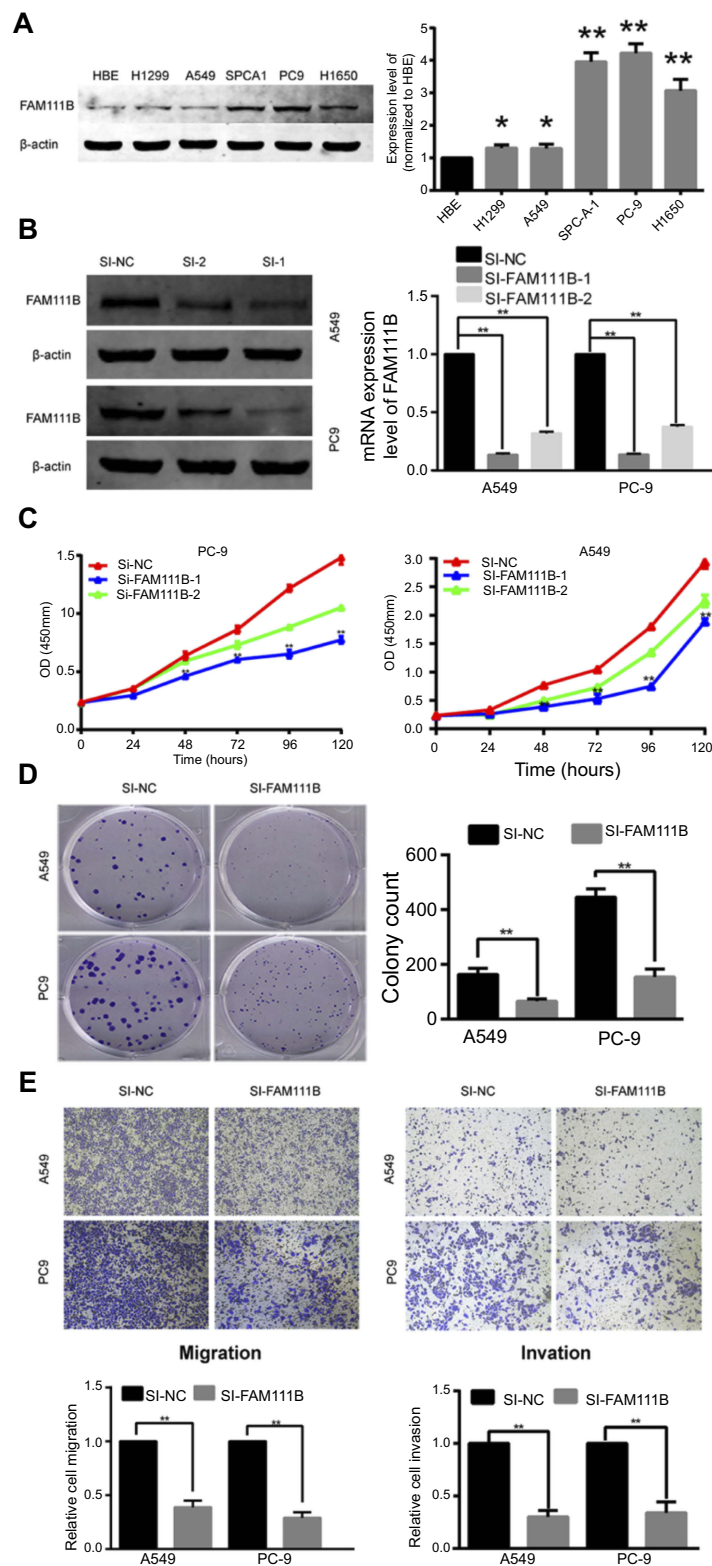 A
HBE H1299 A549 SPCA1 PC9 H1650
FAM111B
β-actin
Expression level of
(normalized to HBE)
5
4
3
2
1
0
* * ** ** **
HBE H1299 A549 SPC-A-1 PC-9 H1650
B
SI-NC SI-2 SI-1
FAM111B
β-actin
A549
FAM111B
β-actin
PC9
SI-NC
SI-FAM111B-1
SI-FAM111B-2
mRNA expression
level of FAM111B
1.5
1.0
0.5
0.0
** ** ** **
A549 PC-9
C
PC-9
Si-NC
Si-FAM111B-1
Si-FAM111B-2
OD (450mm)
1.5
10
0.5
0.0
** ** ** **
0 24 48 72 96 120
Time (hours)
A549
SI-NC
SI-FAM111B-1
SI-FAM111B-2
OD (450mm)
3.0
2.5
2.0
1.5
1.0
0.5
0.0
** ** ** **
0 24 48 72 96 120
Time (hours)
D
SI-NC SI-FAM111B
A549
PC9
SI-NC SI-FAM111B
Colony count
600
400
200
0
** **
A549 PC-9
E
SI-NC SI-FAM111B
A549
PC9
Migration
SI-NC SI-FAM111B
A549
PC9
Invation
SI-NC SI-FAM111B
Relative cell migration
1.5
1.0
0.5
0.0
** **
A549 PC-9
SI-NC SI-FAM111B
Relative cell invasion
1.5
1.0
0.5
0.0
** **
A549 PC-9